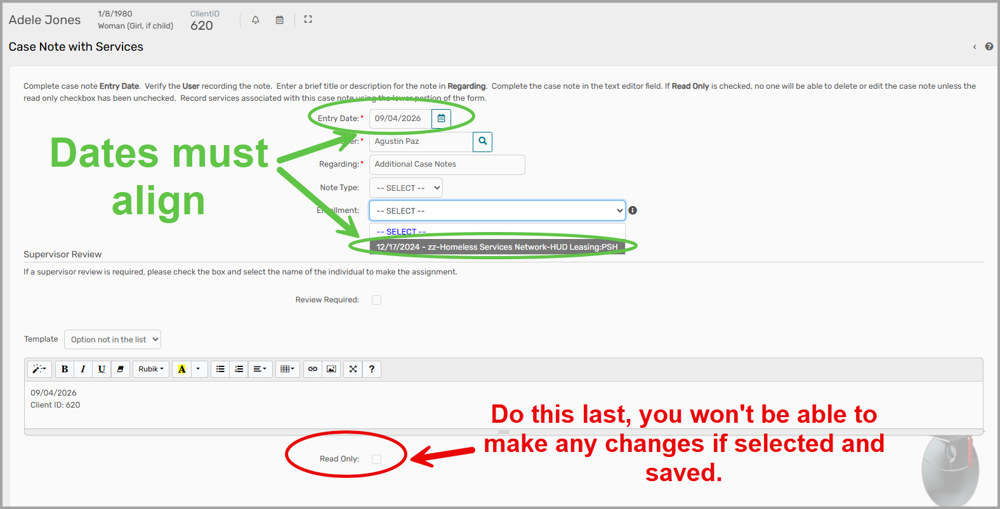 Adele Jones
1/8/1980
Woman (Girl, if child)
ClientID
620
Case Note with Services
Complete case note Entry Date.  Verify the User recording the note.  Enter a brief title or description for the note in Regarding.  Complete the case note in the text editor field. If Read Only is checked, no one will be able to delete or edit the case note unless the
read only checkbox has been unchecked.  Record services associated with this case note using the lower portion of the form.
Entry Date:* 09/04/2026
Dates must
align
Agustin Paz
Regarding:* Additional Case Notes
Note Type: -- SELECT --
Enrollment: -- SELECT --
-- SELECT --
12/17/2024 - zz-Homeless Services Network-HUD Leasing:PSH
Supervisor Review
If a supervisor review is required, please check the box and select the name of the individual to make the assignment.
Review Required:
Template Option not in the list
B I U Rubik A ?
09/04/2026
Client ID: 620
Do this last, you won't be able to
make any changes if selected and
saved.
Read Only: